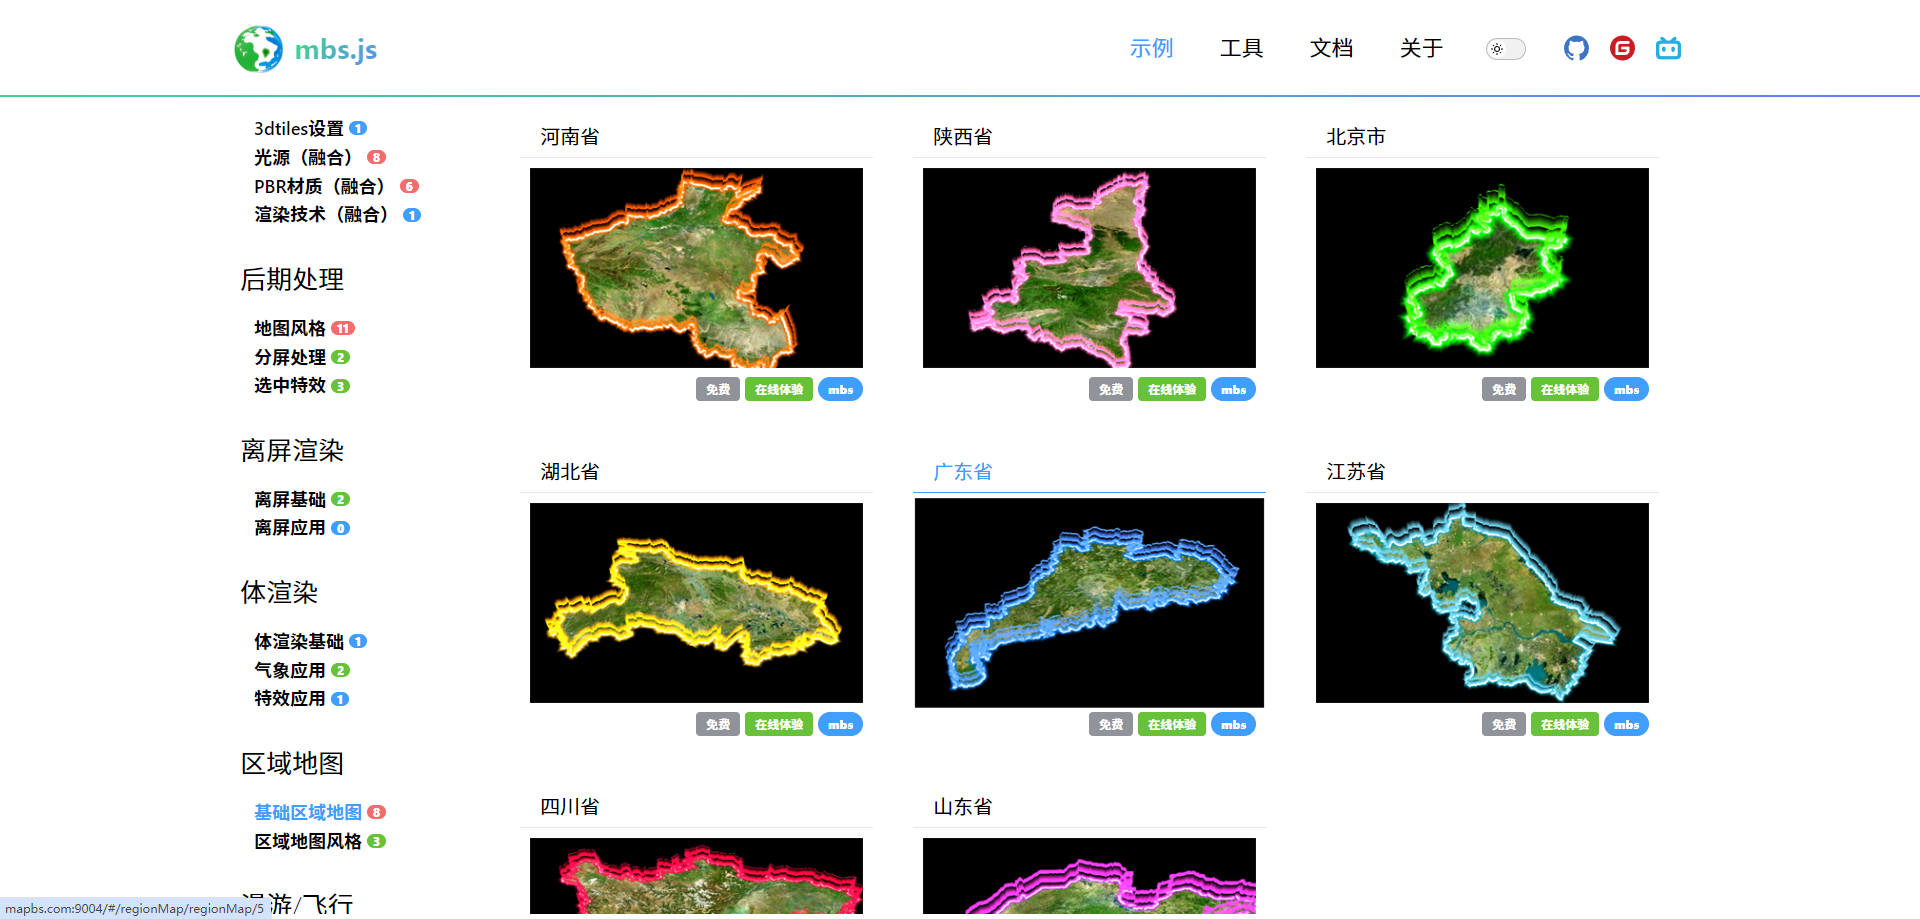 mbs.js
示例 工具 文档 关于
3dtiles设置 1
光源（融合） 8
PBR材质（融合） 6
渲染技术（融合） 1
后期处理
地图风格 11
分屏处理 2
选中特效 3
离屏渲染
离屏基础 2
离屏应用 0
体渲染
体渲染基础 1
气象应用 2
特效应用 1
区域地图
基础区域地图 8
区域地图风格 3
漫游/飞行
河南省
免费 在线体验 mbs
陕西省
免费 在线体验 mbs
北京市
免费 在线体验 mbs
湖北省
免费 在线体验 mbs
广东省
免费 在线体验 mbs
江苏省
免费 在线体验 mbs
四川省
山东省
mapbs.com:9004/#/regionMap/regionMap/5